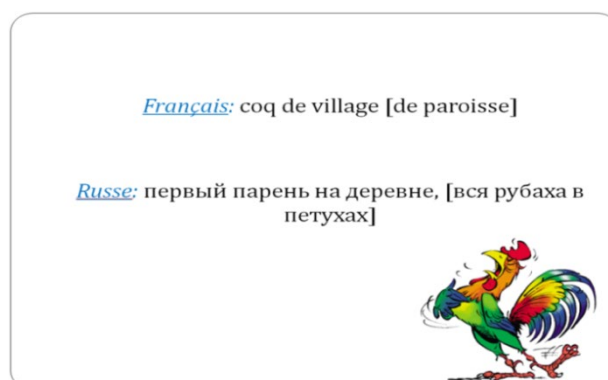 Français: coq de village [de paroisse]
Russe: первый парень на деревне, [вся рубаха в
петухах]